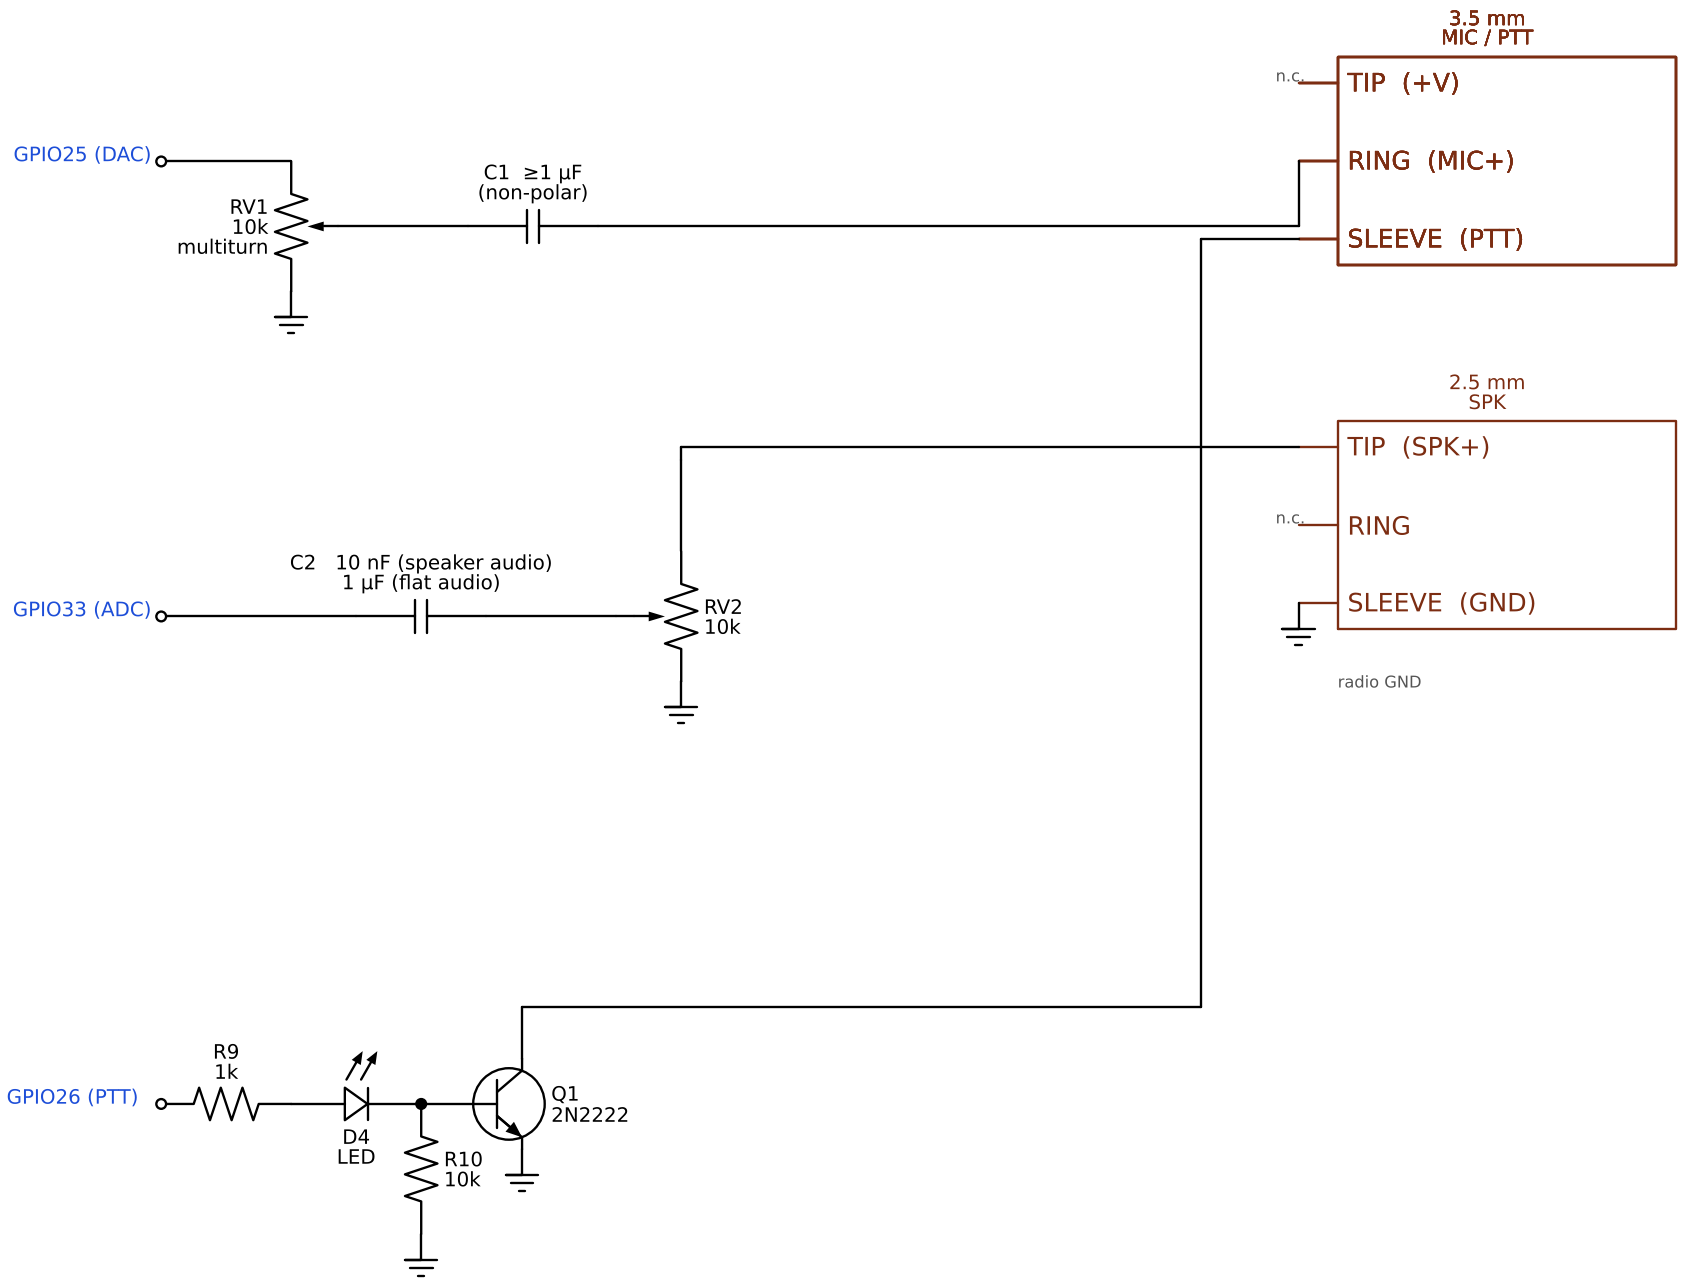 3.5 mm
MIC / PTT
n.c.
TIP (+V)
GPIO25 (DAC)
RING (MIC+)
C1 ≥1 µF
(non-polar)
RV1
10k
multiturn
SLEEVE (PTT)
2.5 mm
SPK
TIP (SPK+)
n.c.
RING
C2 10 nF (speaker audio)
1 µF (flat audio)
GPIO33 (ADC)
RV2
10k
SLEEVE (GND)
radio GND
R9
1k
GPIO26 (PTT)
Q1
2N2222
D4
LED
R10
10k